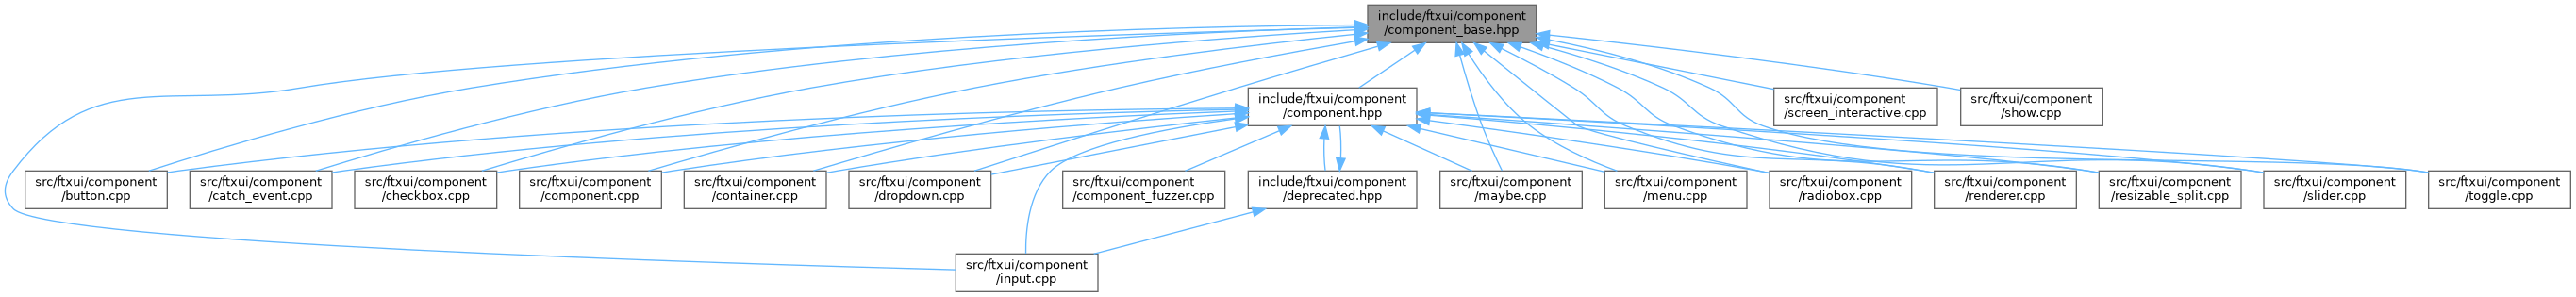 include/ftxui/component
/component_base.hpp
include/ftxui/component
/component.hpp
src/ftxui/component
/screen_interactive.cpp
src/ftxui/component
/show.cpp
src/ftxui/component
/button.cpp
src/ftxui/component
/catch_event.cpp
src/ftxui/component
/checkbox.cpp
src/ftxui/component
/component.cpp
src/ftxui/component
/container.cpp
src/ftxui/component
/dropdown.cpp
src/ftxui/component
/component_fuzzer.cpp
include/ftxui/component
/deprecated.hpp
src/ftxui/component
/maybe.cpp
src/ftxui/component
/menu.cpp
src/ftxui/component
/radiobox.cpp
src/ftxui/component
/renderer.cpp
src/ftxui/component
/resizable_split.cpp
src/ftxui/component
/slider.cpp
src/ftxui/component
/toggle.cpp
src/ftxui/component
/input.cpp